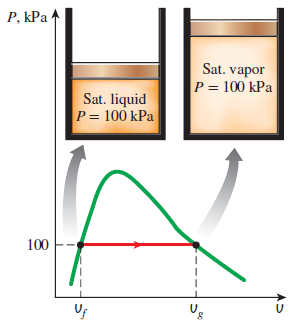 P, kPa
Sat. liquid
P = 100 kPa
Sat. vapor
P = 100 kPa
100
υf
υg
υ